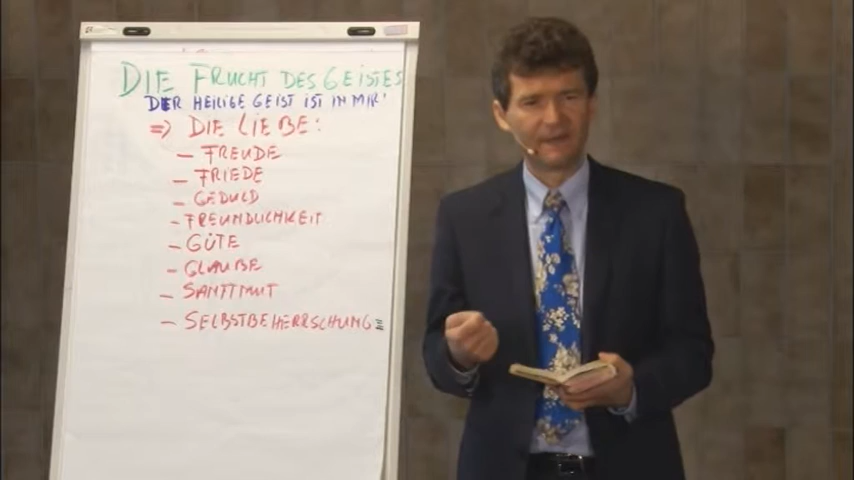 DIE FRUCHT DES GEISTES
DER HEILIGE GEIST IST IN MIR!
=> DIE LIEBE:
- FREUDE
- FRIEDE
- GEDULD
- FREUNDLICHKEIT
- GÜTE
- GLAUBE
- SANFTMUT
- SELBSTBEHERRSCHUNG